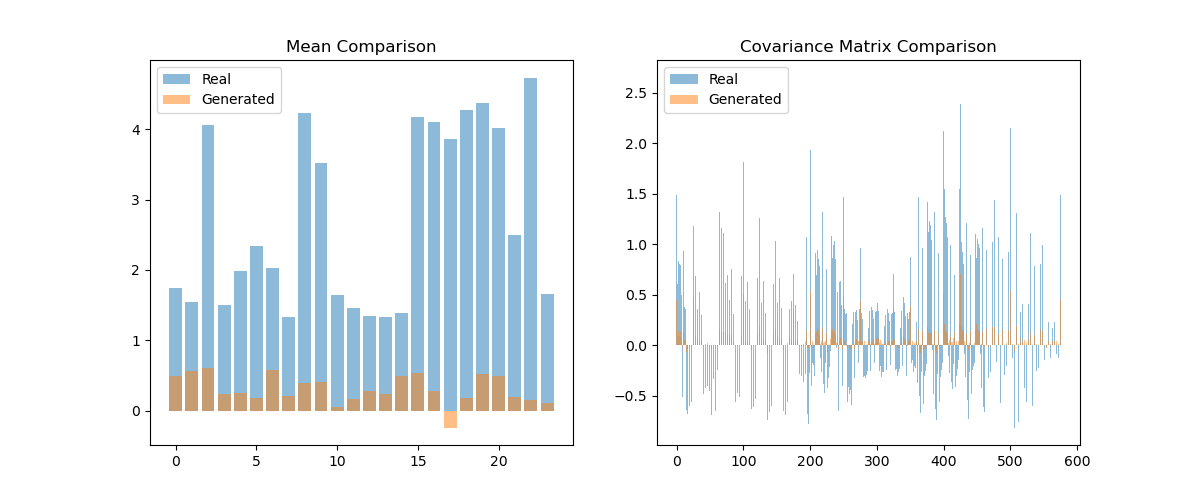 Mean Comparison
Real
Generated
4
3
2
1
0
0 5 10 15 20
Covariance Matrix Comparison
Real
Generated
2.5
2.0
1.5
1.0
0.5
0.0
−0.5
0 100 200 300 400 500 600